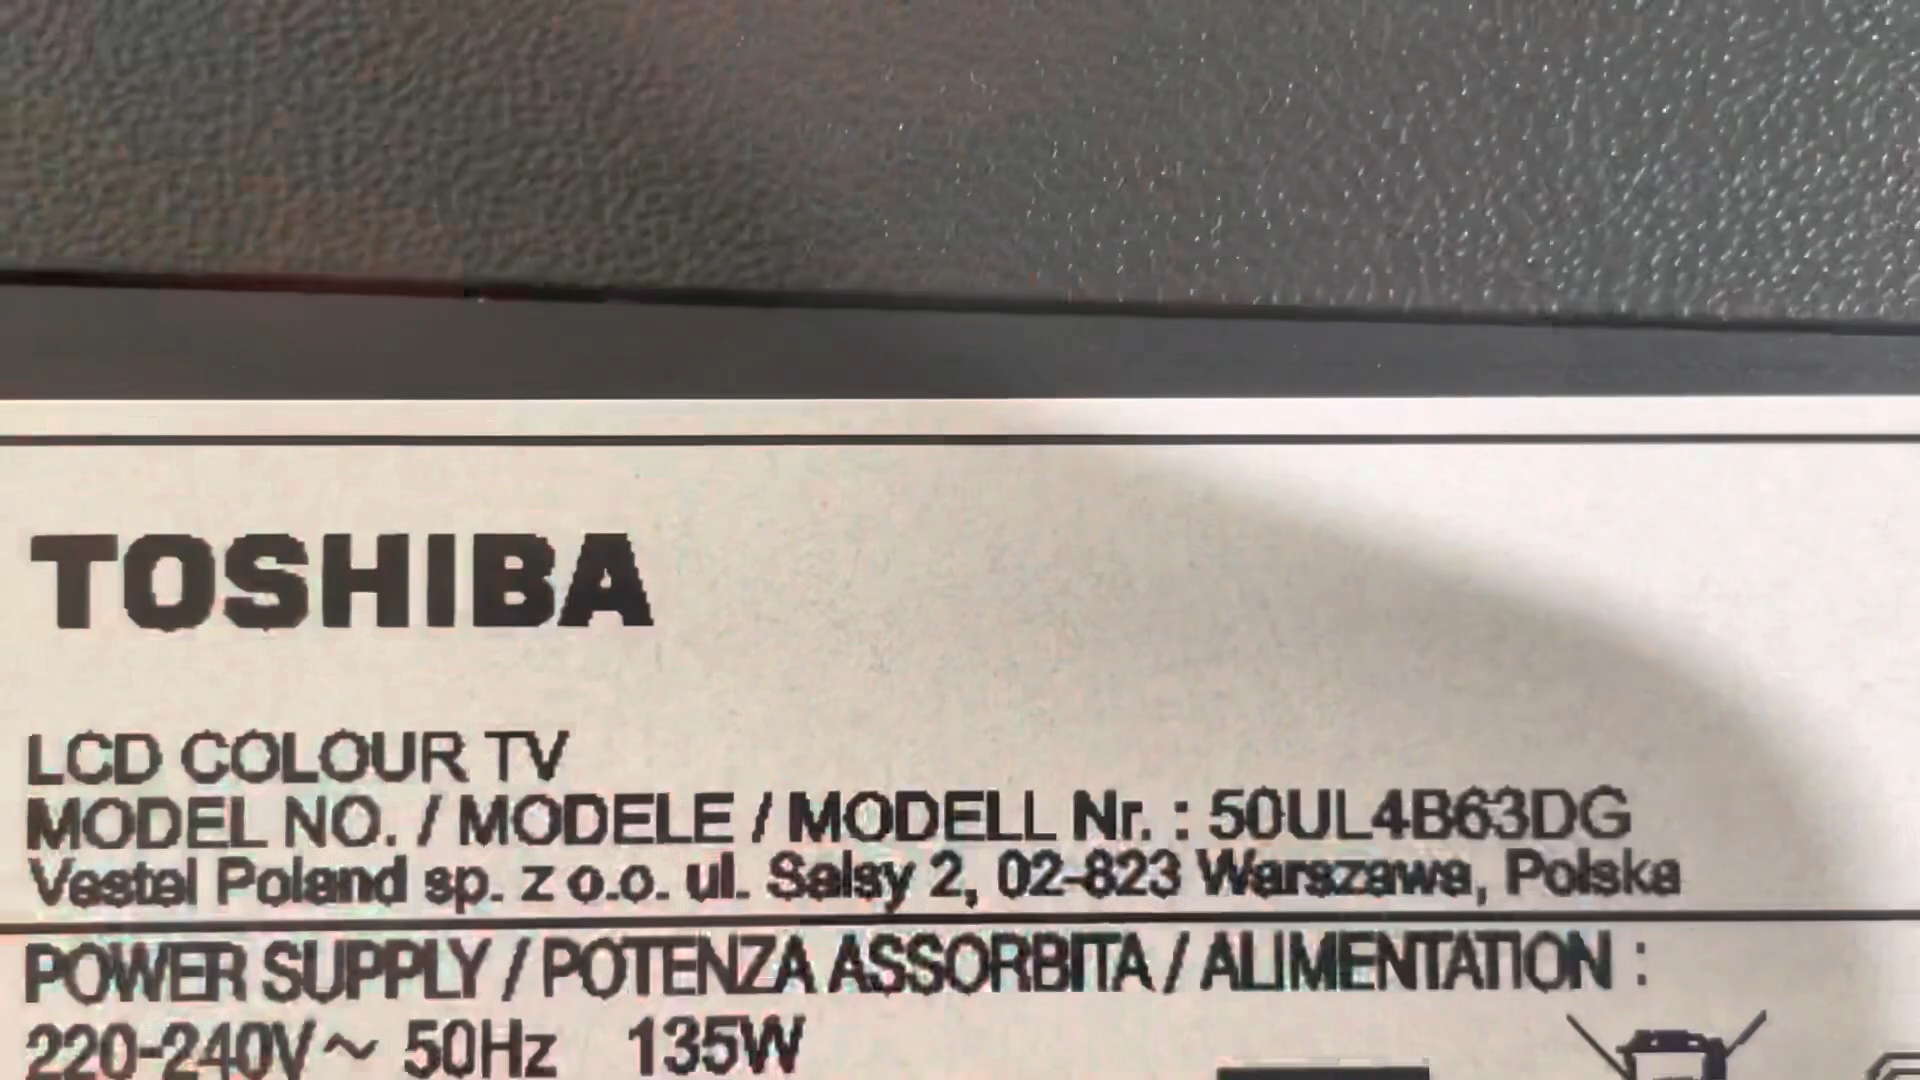 TOSHIBA
LCD COLOUR TV
MODEL NO. / MODELE / MODELL Nr. : 50UL4B63DG
Vestel Poland sp. z o.o. ul. Salsy 2, 02-823 Warszawa, Polska
POWER SUPPLY / POTENZA ASSORBITA / ALIMENTATION :
220-240V~ 50Hz 135W